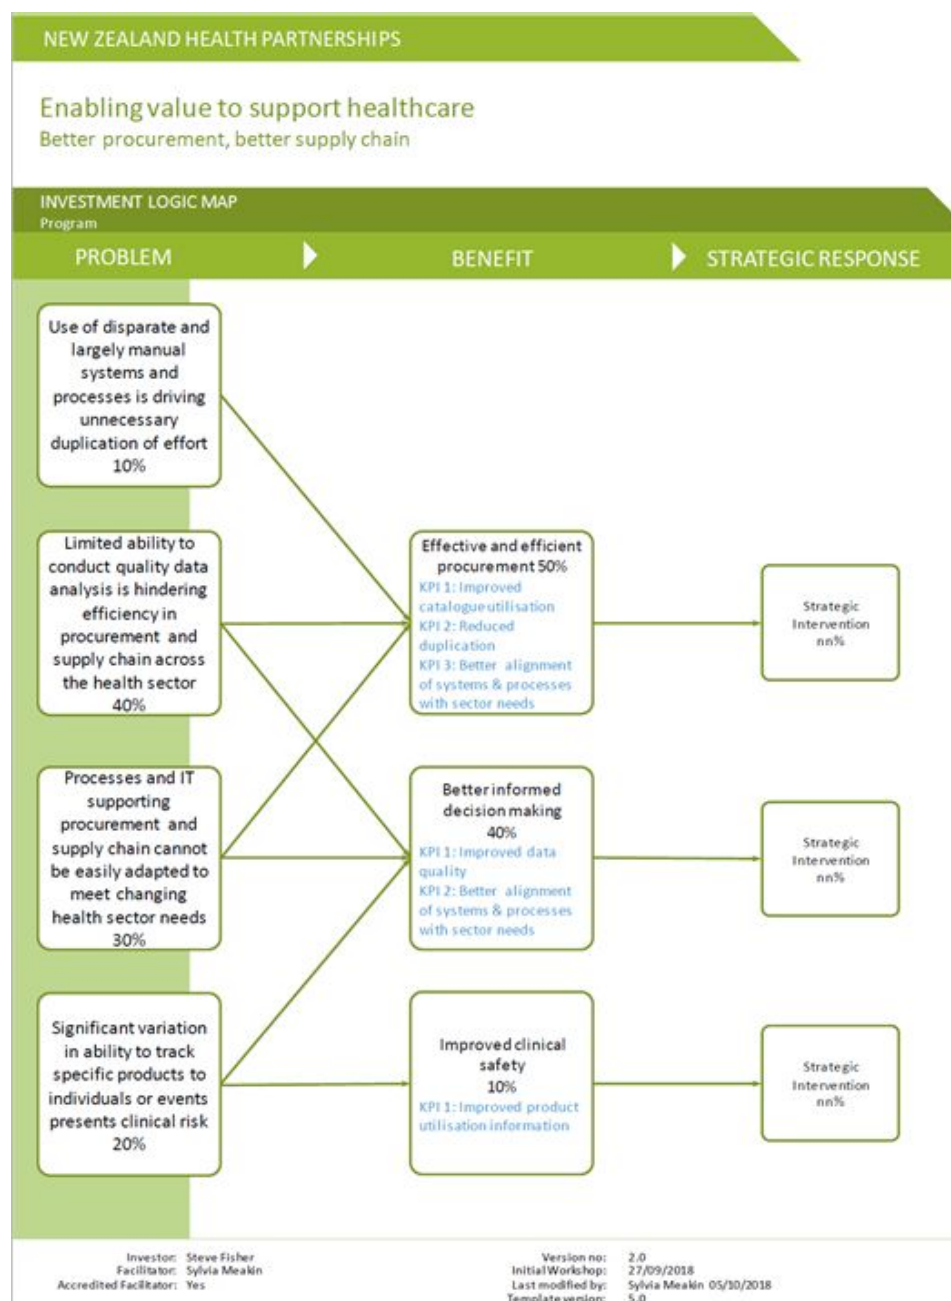 NEW ZEALAND HEALTH PARTNERSHIPS
Enabling value to support healthcare
Better procurement, better supply chain
INVESTMENT LOGIC MAP
Program
PROBLEM
BENEFIT
STRATEGIC RESPONSE
Use of disparate and
largely manual
systems and
processes is driving
unnecessary
duplication of effort
10%
Limited ability to
conduct quality data
analysis is hindering
efficiency in
procurement and
supply chain across
the health sector
40%
Processes and IT
supporting
procurement and
supply chain cannot
be easily adapted to
meet changing
health sector needs
30%
Significant variation
in ability to track
specific products to
individuals or events
presents clinical risk
20%
Effective and efficient
procurement 50%
KPI 1: Improved
catalogue utilisation
KPI 2: Reduced
duplication
KPI 3: Better alignment
of systems & processes
with sector needs
Better informed
decision making
40%
KPI 1: Improved data
quality
KPI 2: Better alignment
of systems & processes
with sector needs
Improved clinical
safety
10%
KPI 1: Improved product
utilisation information
Strategic
Intervention
nn%
Strategic
Intervention
nn%
Strategic
Intervention
nn%
Investor: Steve Fisher
Facilitator: Sylvia Meakin
Accredited Facilitator: Yes
Version no: 2.0
Initial Workshop: 27/09/2018
Last modified by: Sylvia Meakin 05/10/2018
Template version: 5.0